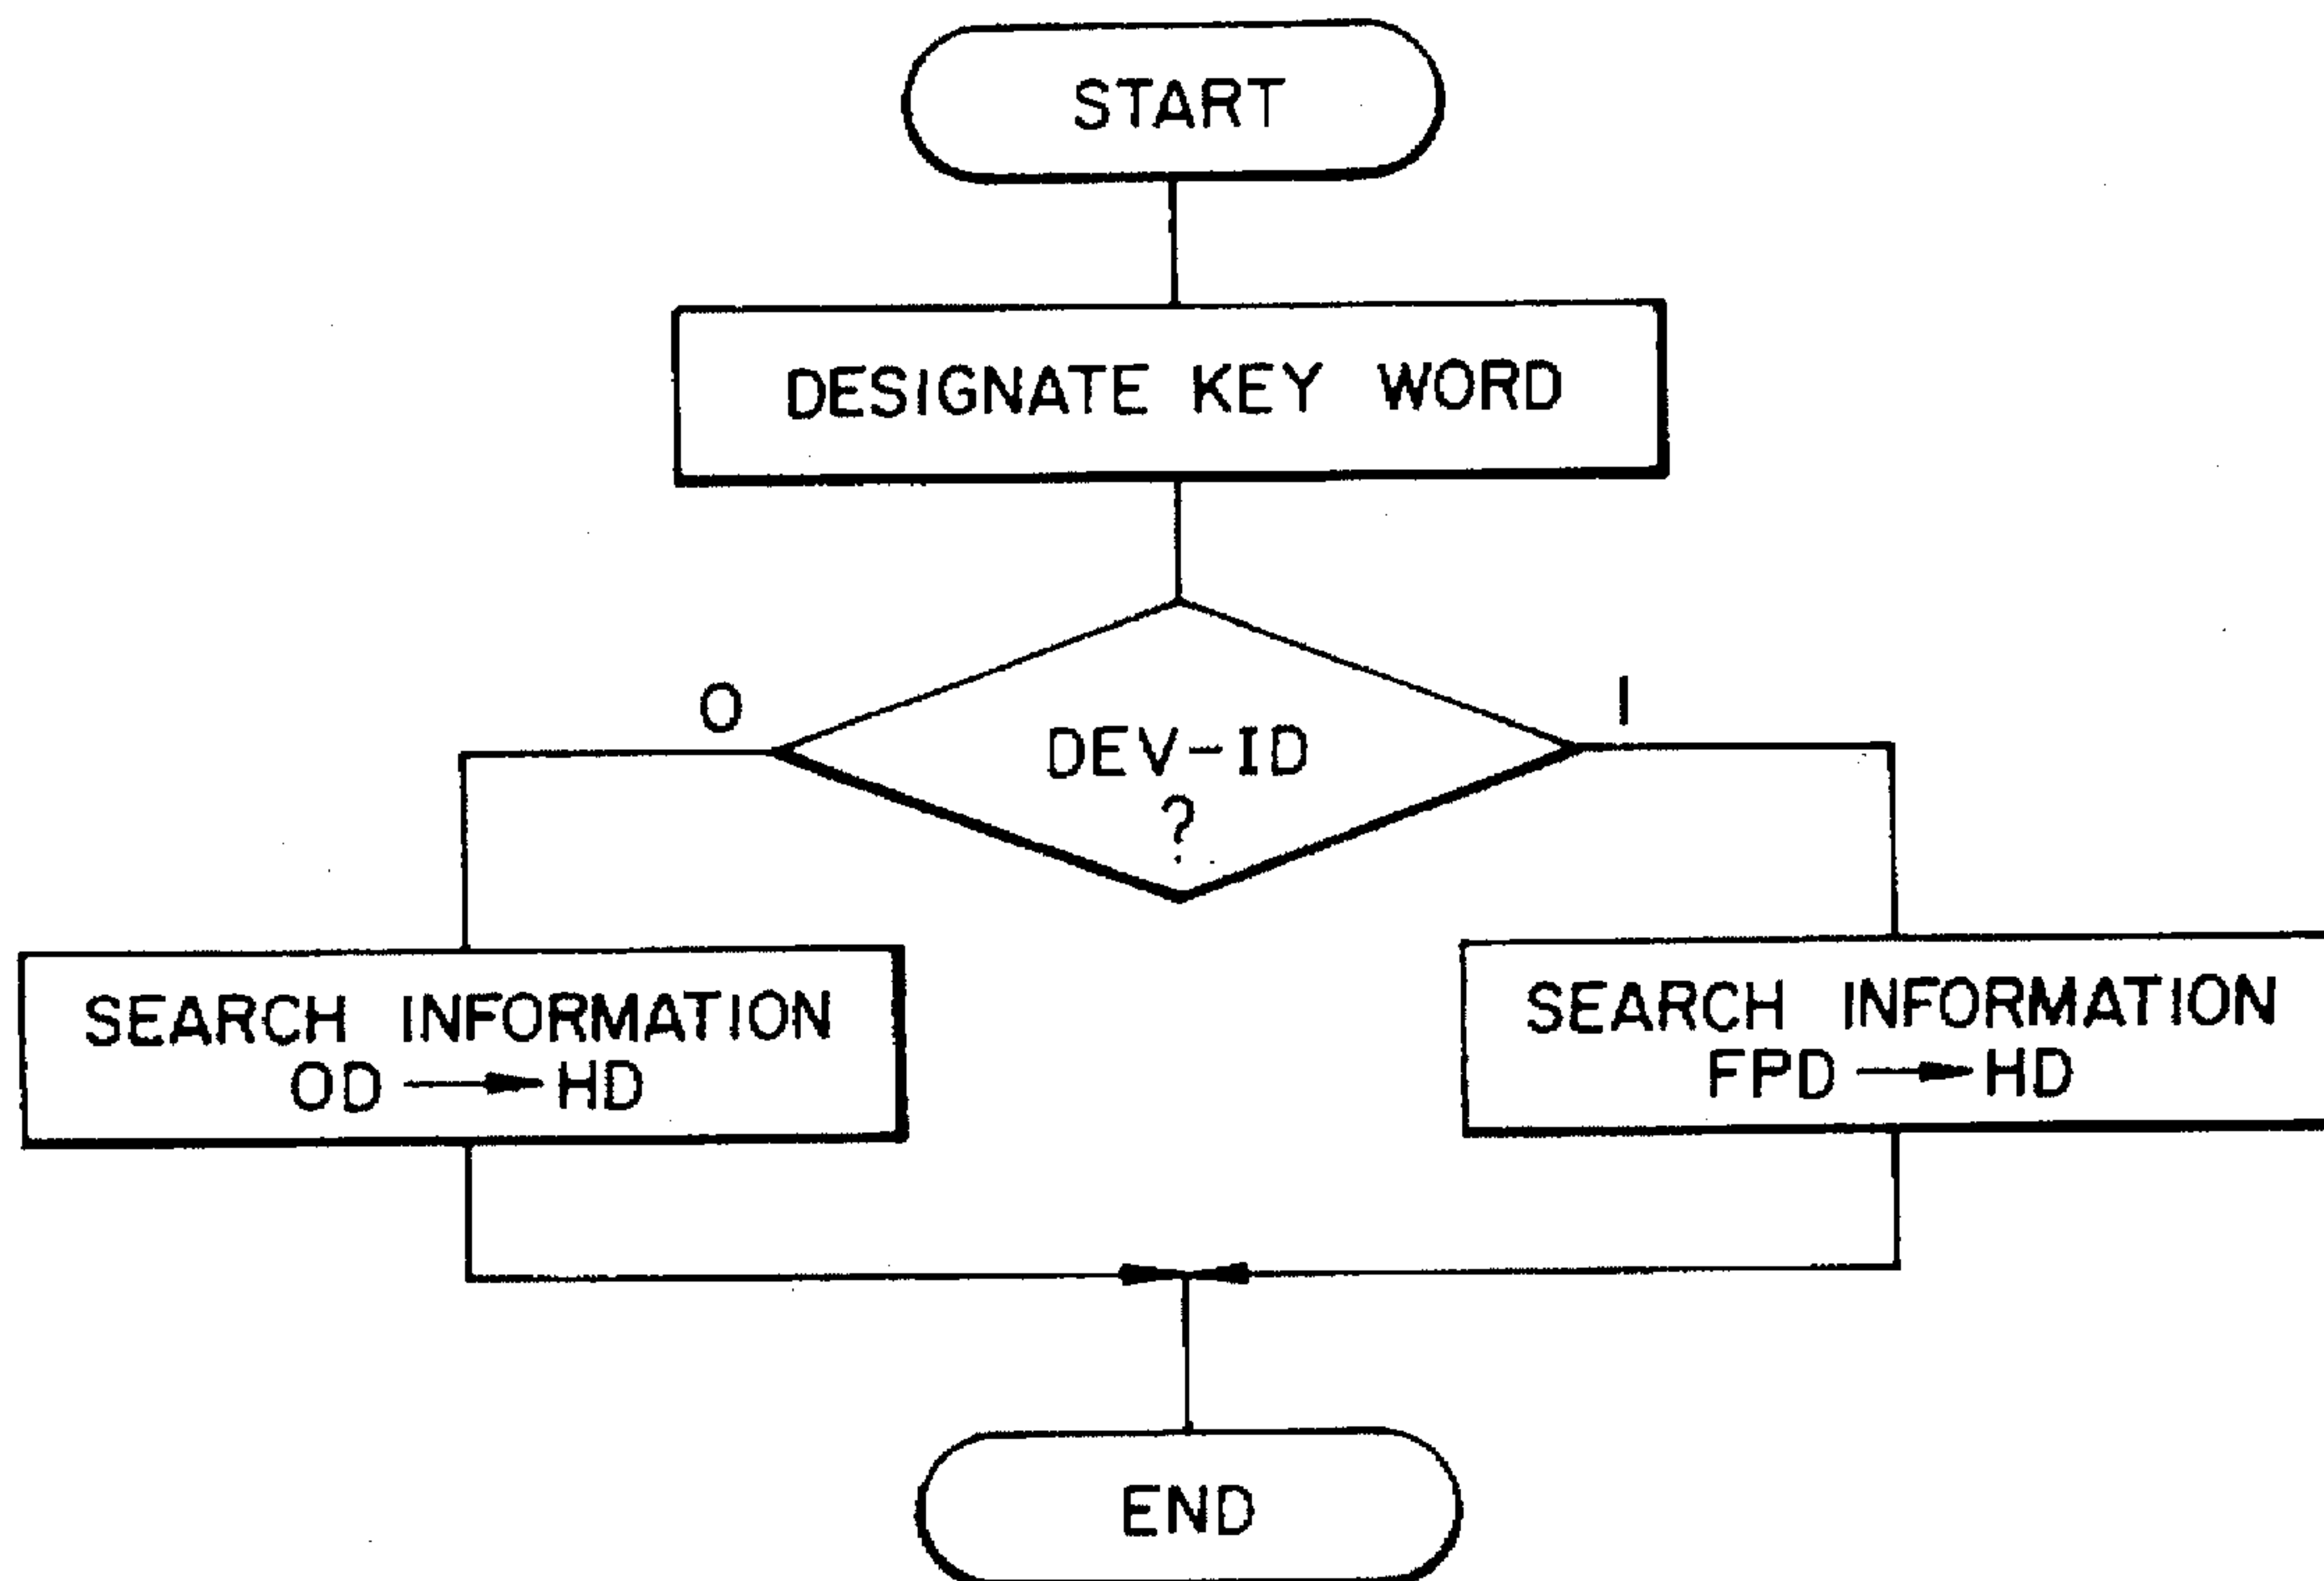 START
DESIGNATE KEY WORD
0
1
DEV-ID
?
SEARCH INFORMATION
OD → HD
SEARCH INFORMATION
FPD → HD
END